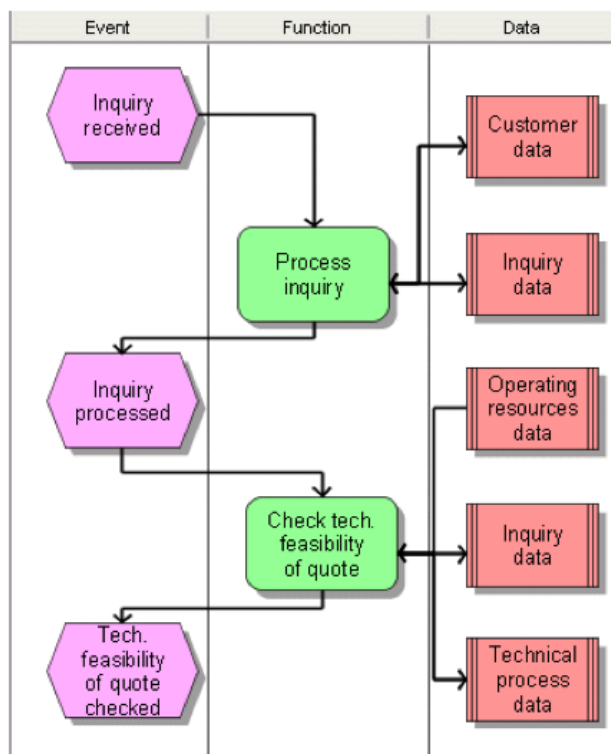 Event
Function
Data
Inquiry
received
Customer
data
Process
inquiry
Inquiry
data
Inquiry
processed
Operating
resources
data
Check tech.
feasibility
of quote
Inquiry
data
Tech.
feasibility
of quote
checked
Technical
process
data